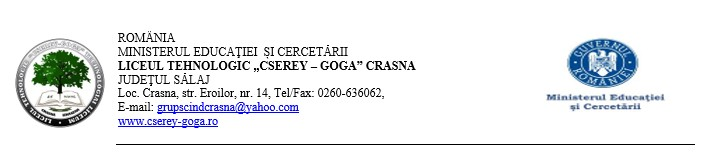 ROMÂNIA
MINISTERUL EDUCAȚIEI ȘI CERCETĂRII
LICEUL TEHNOLOGIC „CSEREY – GOGA” CRASNA
JUDEȚUL SĂLAJ
Loc. Crasna, str. Eroilor, nr. 14, Tel/Fax: 0260-636062,
E-mail: grupscindcrasna@yahoo.com
www.cserey-goga.ro
GUVERNUL ROMÂNIEI
Ministerul Educației
și Cercetării